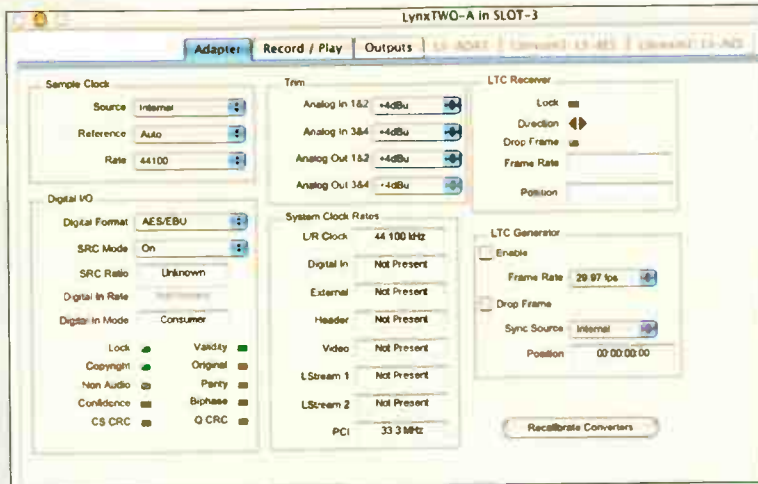 LynxTWO-A in SLOT-3
Adapter
Record / Play
Outputs
Sample Clock
Source Internal
Reference Auto
Rate 44100
Digital I/O
Digital Format AES/EBU
SRC Mode On
SRC Ratio Unknown
Digital In Rate
Digital In Mode Consumer
Lock
Validity
Copyright
Original
Non Audio
Parity
Confidence
Biphase
CS CRC
Q CRC
Trim
Analog In 1&2 +4dBu
Analog In 3&4 +4dBu
Analog Out 1&2 +4dBu
Analog Out 3&4 +4dBu
System Clock Rates
L/R Clock 44.100 kHz
Digital In Not Present
External Not Present
Header Not Present
Video Not Present
LStream 1 Not Present
LStream 2 Not Present
PCI 33.3 MHz
LTC Receiver
Lock
Direction
Drop Frame
Frame Rate
Position
LTC Generator
Enable
Frame Rate 29.97 fps
Drop Frame
Sync Source Internal
Position 00:00:00:00
Recalibrate Converters